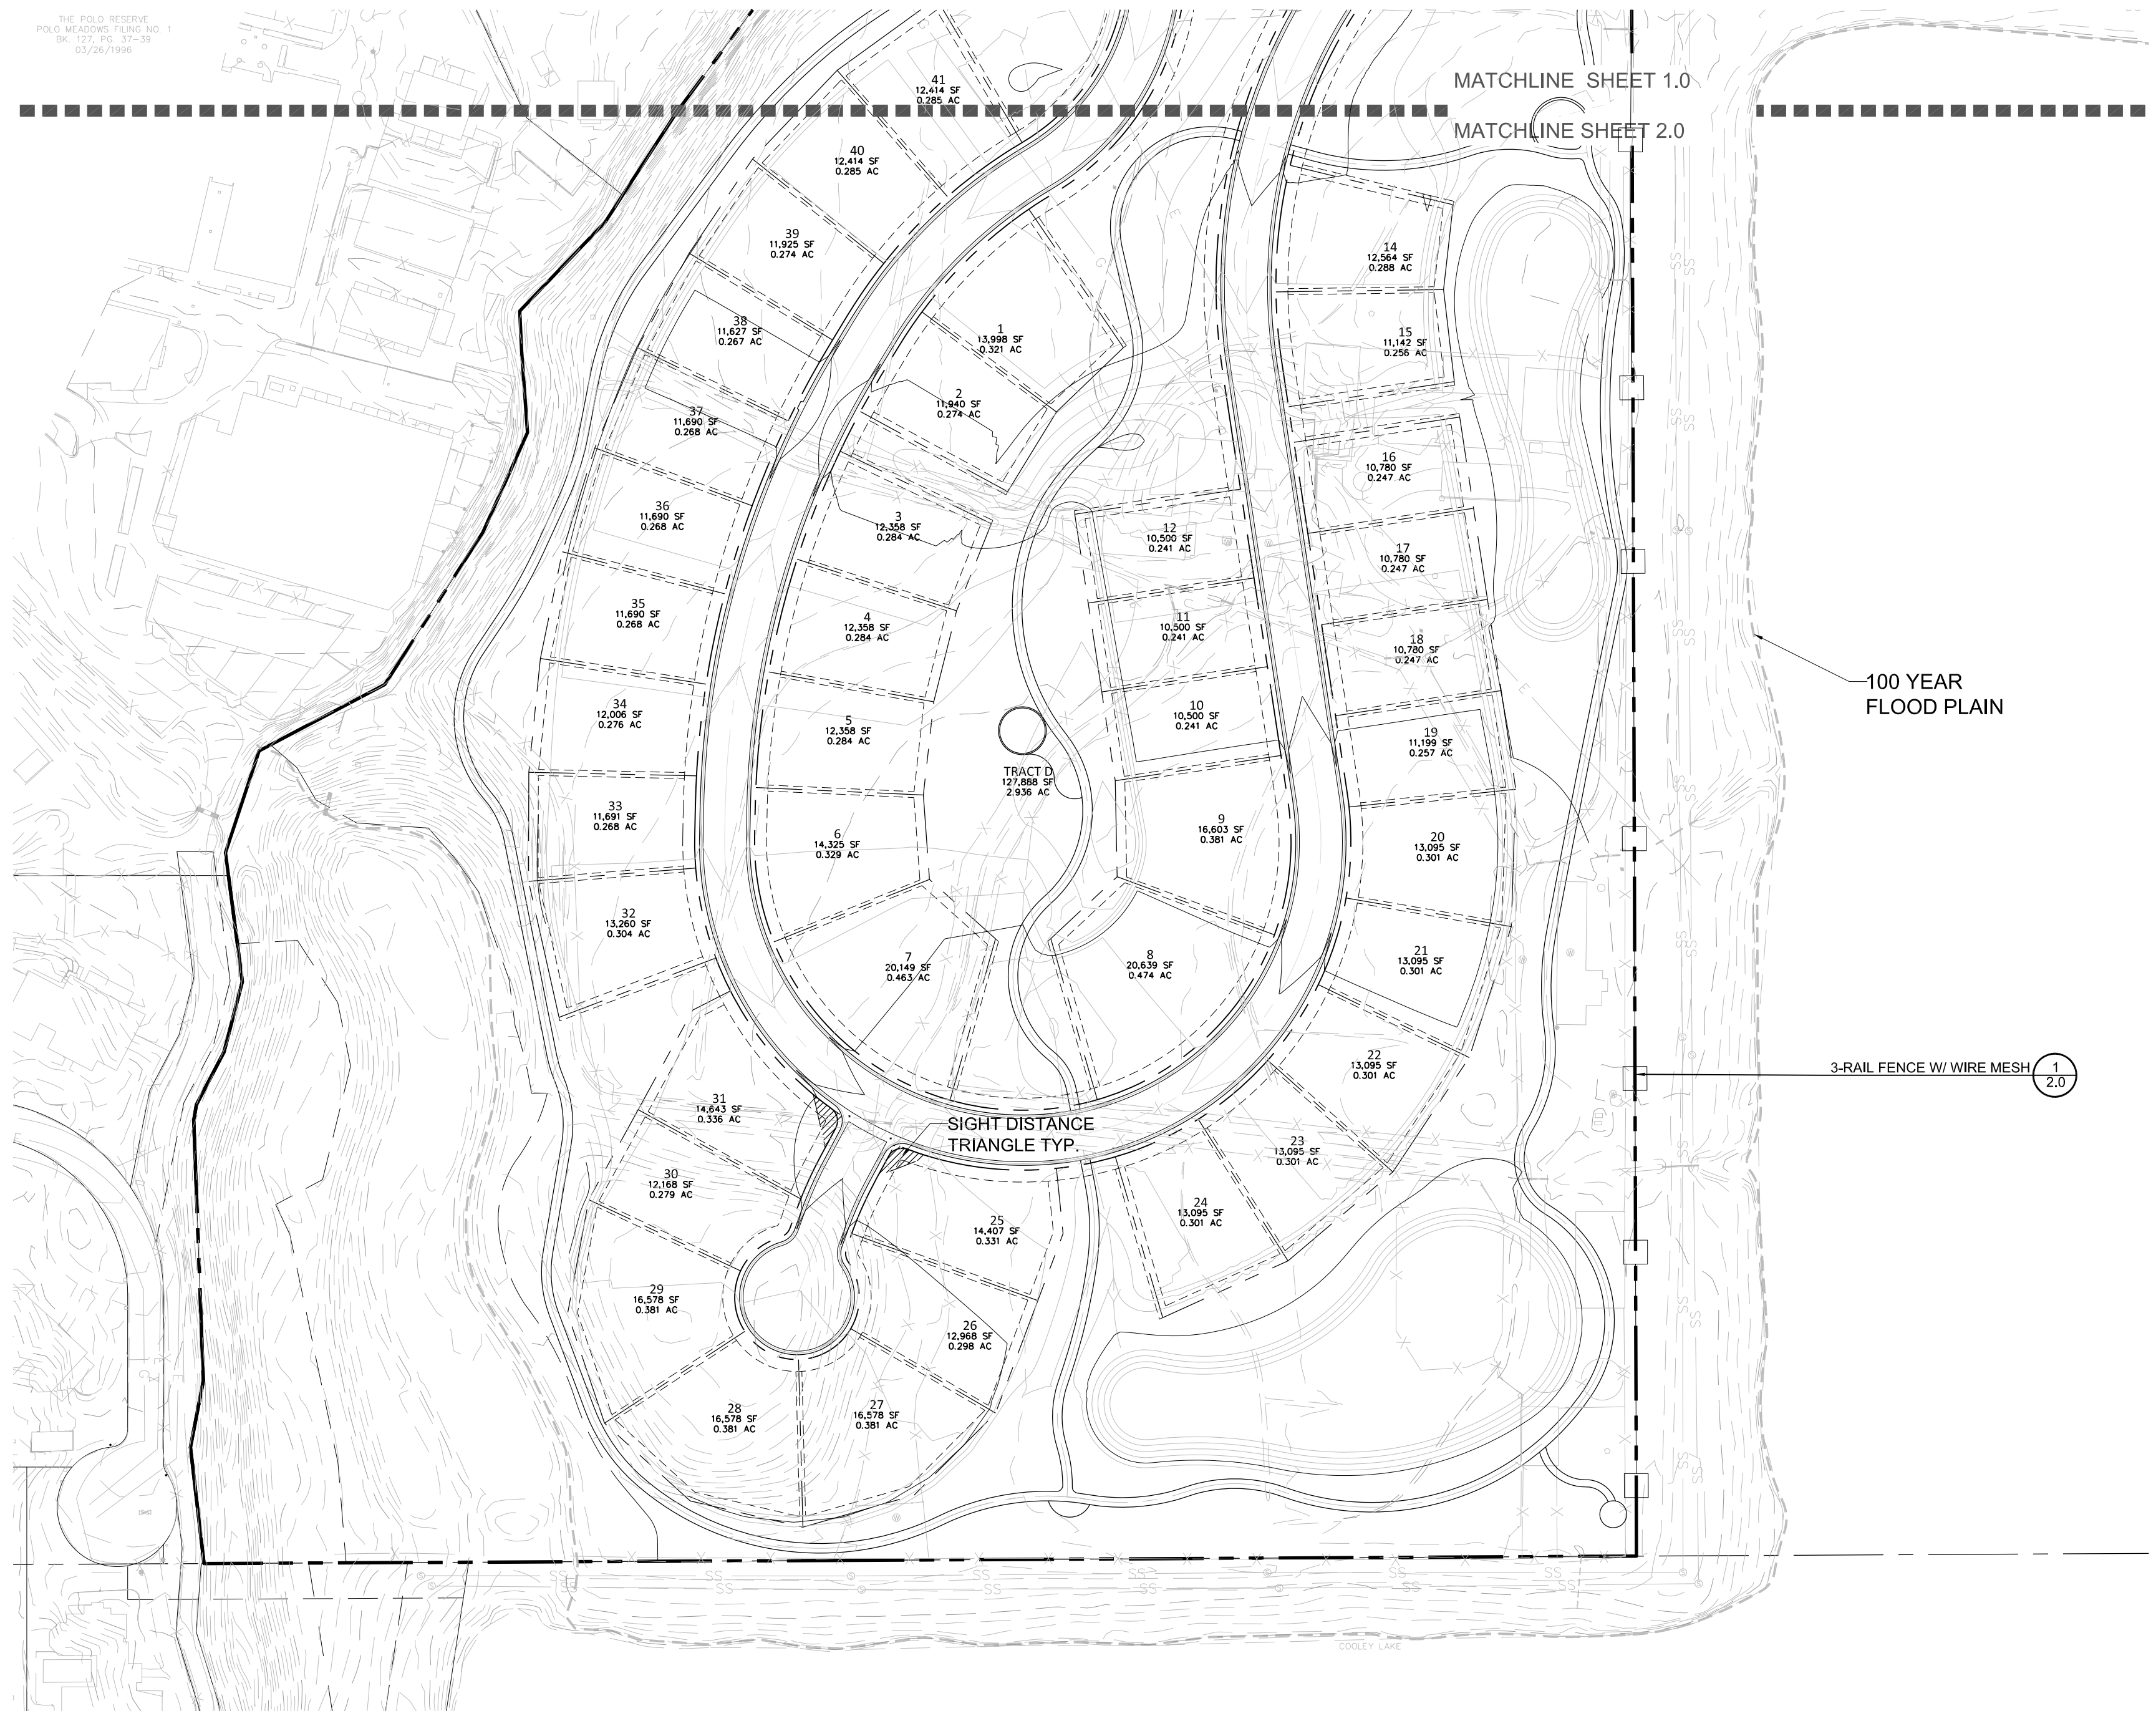 THE POLO RESERVE
POLO MEADOWS FILING NO. 1
BK. 127, PG. 37-39
03/26/1996
MATCHLINE SHEET 1.0
MATCHLINE SHEET 2.0
41
12,414 SF
0.285 AC
40
12,414 SF
0.285 AC
39
11,925 SF
0.274 AC
38
11,627 SF
0.267 AC
37
11,690 SF
0.268 AC
36
11,690 SF
0.268 AC
35
11,690 SF
0.268 AC
34
12,006 SF
0.276 AC
33
11,691 SF
0.268 AC
32
13,260 SF
0.304 AC
31
14,643 SF
0.336 AC
30
12,168 SF
0.279 AC
29
16,578 SF
0.381 AC
28
16,578 SF
0.381 AC
27
16,578 SF
0.381 AC
26
12,968 SF
0.298 AC
25
14,407 SF
0.331 AC
24
13,095 SF
0.301 AC
23
13,095 SF
0.301 AC
22
13,095 SF
0.301 AC
21
13,095 SF
0.301 AC
20
13,095 SF
0.301 AC
19
11,199 SF
0.257 AC
18
10,780 SF
0.247 AC
17
10,780 SF
0.247 AC
16
10,780 SF
0.247 AC
15
11,142 SF
0.256 AC
14
12,564 SF
0.288 AC
1
13,998 SF
0.321 AC
2
11,940 SF
0.274 AC
3
12,358 SF
0.284 AC
4
12,358 SF
0.284 AC
5
12,358 SF
0.284 AC
6
14,325 SF
0.329 AC
7
20,149 SF
0.463 AC
8
20,639 SF
0.474 AC
9
16,603 SF
0.381 AC
10
10,500 SF
0.241 AC
11
10,500 SF
0.241 AC
12
10,500 SF
0.241 AC
TRACT D
127,888 SF
2.936 AC
SIGHT DISTANCE
TRIANGLE TYP.
100 YEAR
FLOOD PLAIN
3-RAIL FENCE W/ WIRE MESH
1
2.0
COOLEY LAKE